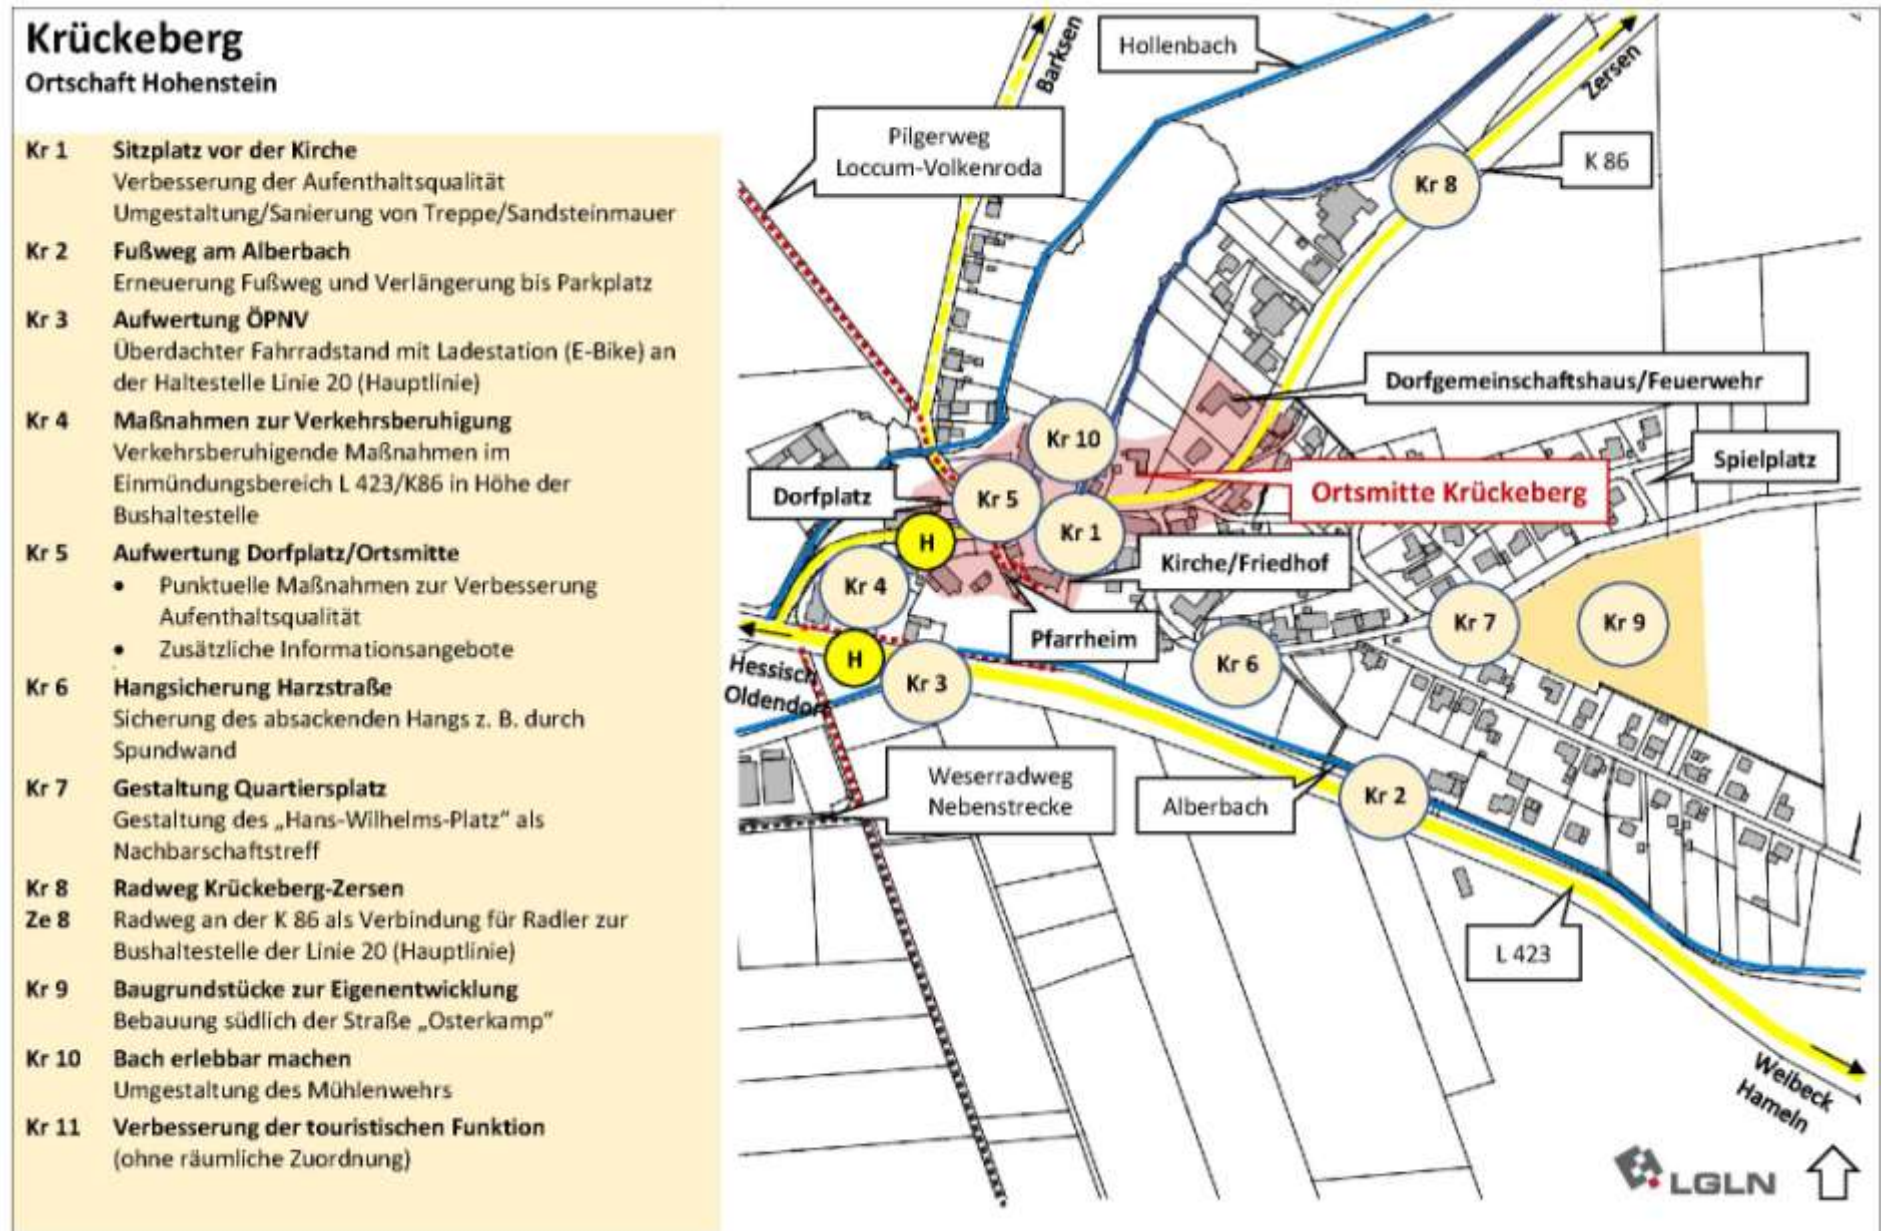 Krückeberg
Ortschaft Hohenstein
Kr 1 Sitzplatz vor der Kirche
Verbesserung der Aufenthaltsqualität
Umgestaltung/Sanierung von Treppe/Sandsteinmauer
Kr 2 Fußweg am Alberbach
Erneuerung Fußweg und Verlängerung bis Parkplatz
Kr 3 Aufwertung ÖPNV
Überdachter Fahrradstand mit Ladestation (E-Bike) an
der Haltestelle Linie 20 (Hauptlinie)
Kr 4 Maßnahmen zur Verkehrsberuhigung
Verkehrsberuhigende Maßnahmen im
Einmündungsbereich L 423/K86 in Höhe der
Bushaltestelle
Kr 5 Aufwertung Dorfplatz/Ortsmitte
• Punktuelle Maßnahmen zur Verbesserung
Aufenthaltsqualität
• Zusätzliche Informationsangebote
Kr 6 Hangsicherung Harzstraße
Sicherung des absackenden Hangs z. B. durch
Spundwand
Kr 7 Gestaltung Quartiersplatz
Gestaltung des „Hans-Wilhelms-Platz" als
Nachbarschaftstreff
Kr 8 Radweg Krückeberg-Zersen
Ze 8 Radweg an der K 86 als Verbindung für Radler zur
Bushaltestelle der Linie 20 (Hauptlinie)
Kr 9 Baugrundstücke zur Eigenentwicklung
Bebauung südlich der Straße „Osterkamp"
Kr 10 Bach erlebbar machen
Umgestaltung des Mühlenwehrs
Kr 11 Verbesserung der touristischen Funktion
(ohne räumliche Zuordnung)
Barksen
Hollenbach
Zersen
Pilgerweg
Loccum-Volkenroda
K 86
Kr 8
Dorfgemeinschaftshaus/Feuerwehr
Kr 10
Spielplatz
Dorfplatz
Kr 5
Ortsmitte Krückeberg
Kr 1
H
Kirche/Friedhof
Kr 4
Kr 7
Kr 9
Pfarrheim
H
Kr 6
Hessisch
Oldendorf
Kr 3
Weserradweg
Nebenstrecke
Alberbach
Kr 2
L 423
Welbeck
Hameln
LGLN